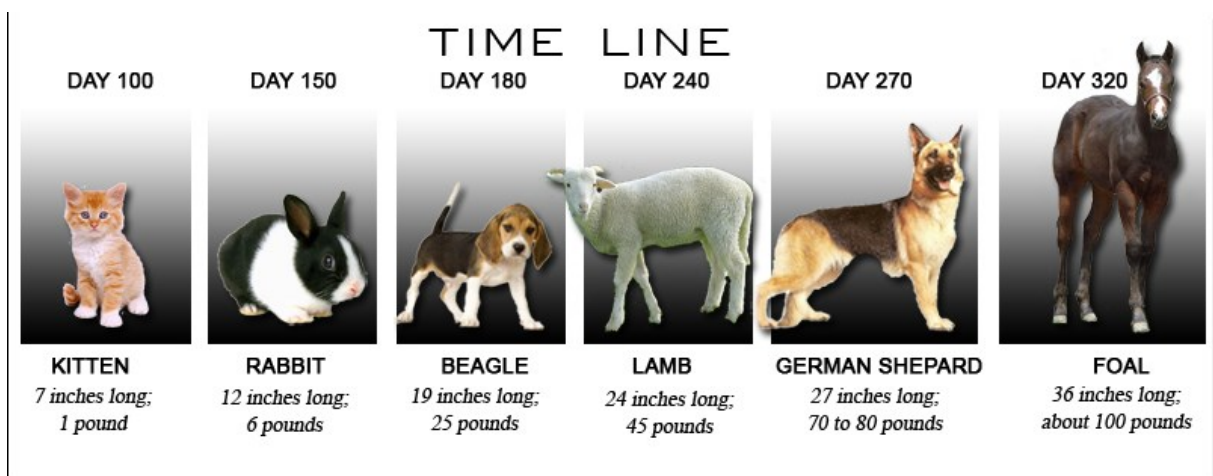 TIME LINE
DAY 100
DAY 150
DAY 180
DAY 240
DAY 270
DAY 320
KITTEN
7 inches long;
1 pound
RABBIT
12 inches long;
6 pounds
BEAGLE
19 inches long;
25 pounds
LAMB
24 inches long;
45 pounds
GERMAN SHEPARD
27 inches long;
70 to 80 pounds
FOAL
36 inches long;
about 100 pounds